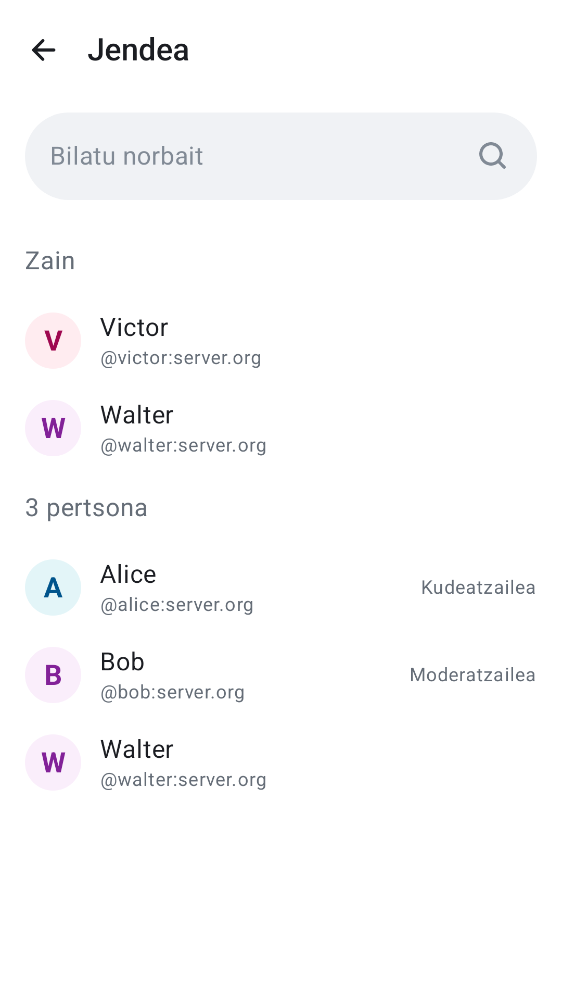 Jendea
Bilatu norbait
Zain
V
Victor
@victor:server.org
W
Walter
@walter:server.org
3 pertsona
A
Alice
@alice:server.org
Kudeatzailea
B
Bob
@bob:server.org
Moderatzailea
W
Walter
@walter:server.org